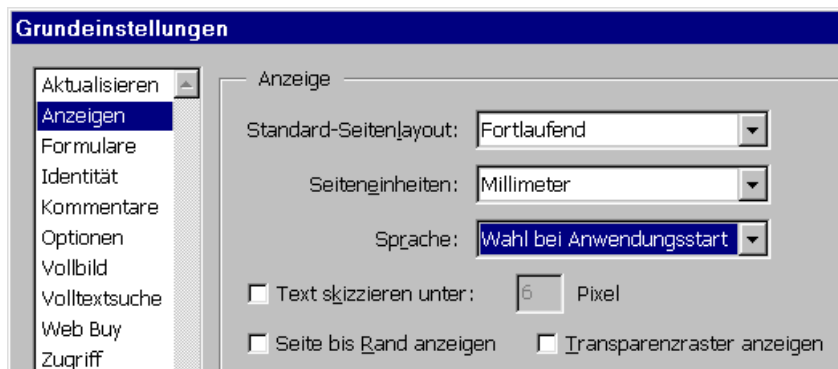 Grundeinstellungen
Aktualisieren
Anzeigen
Formulare
Identität
Kommentare
Optionen
Vollbild
Volltextsuche
Web Buy
Zugriff
Anzeige
Standard-Seitenlayout: Fortlaufend
Seiteneinheiten: Millimeter
Sprache: Wahl bei Anwendungsstart
Text skizzieren unter: 6 Pixel
Seite bis Rand anzeigen Transparenzraster anzeigen